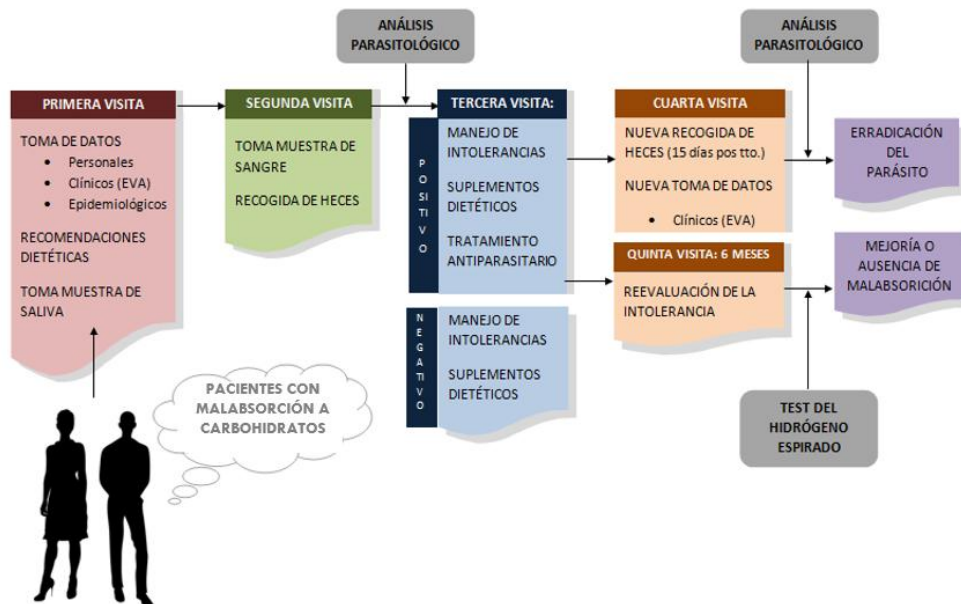 ANÁLISIS
PARASITOLÓGICO
ANÁLISIS
PARASITOLÓGICO
PRIMERA VISITA
TOMA DE DATOS
• Personales
• Clínicos (EVA)
• Epidemiológicos
RECOMENDACIONES
DIETÉTICAS
TOMA MUESTRA DE
SALIVA
SEGUNDA VISITA
TOMA MUESTRA DE
SANGRE
RECOGIDA DE HECES
TERCERA VISITA:
POSITIVO
MANEJO DE
INTOLERANCIAS
SUPLEMENTOS
DIETÉTICOS
TRATAMIENTO
ANTIPARASITARIO
NEGATIVO
MANEJO DE
INTOLERANCIAS
SUPLEMENTOS
DIETÉTICOS
CUARTA VISITA
NUEVA RECOGIDA DE
HECES (15 días pos tto.)
NUEVA TOMA DE DATOS
• Clínicos (EVA)
QUINTA VISITA: 6 MESES
REEVALUACIÓN DE LA
INTOLERANCIA
ERRADICACIÓN
DEL
PARÁSITO
MEJORÍA O
AUSENCIA DE
MALABSORICIÓN
PACIENTES CON
MALABSORCIÓN A
CARBOHIDRATOS
TEST DEL
HIDRÓGENO
ESPIRADO